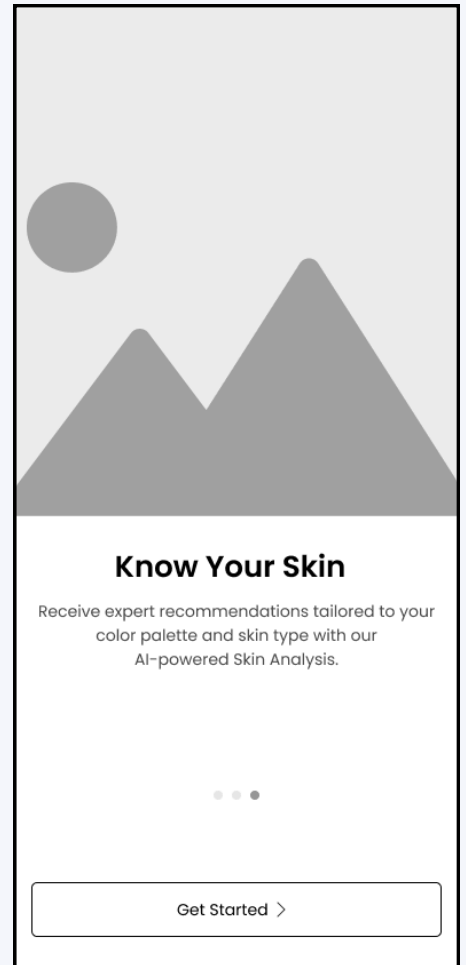 Know Your Skin
Receive expert recommendations tailored to your
color palette and skin type with our
AI-powered Skin Analysis.
Get Started